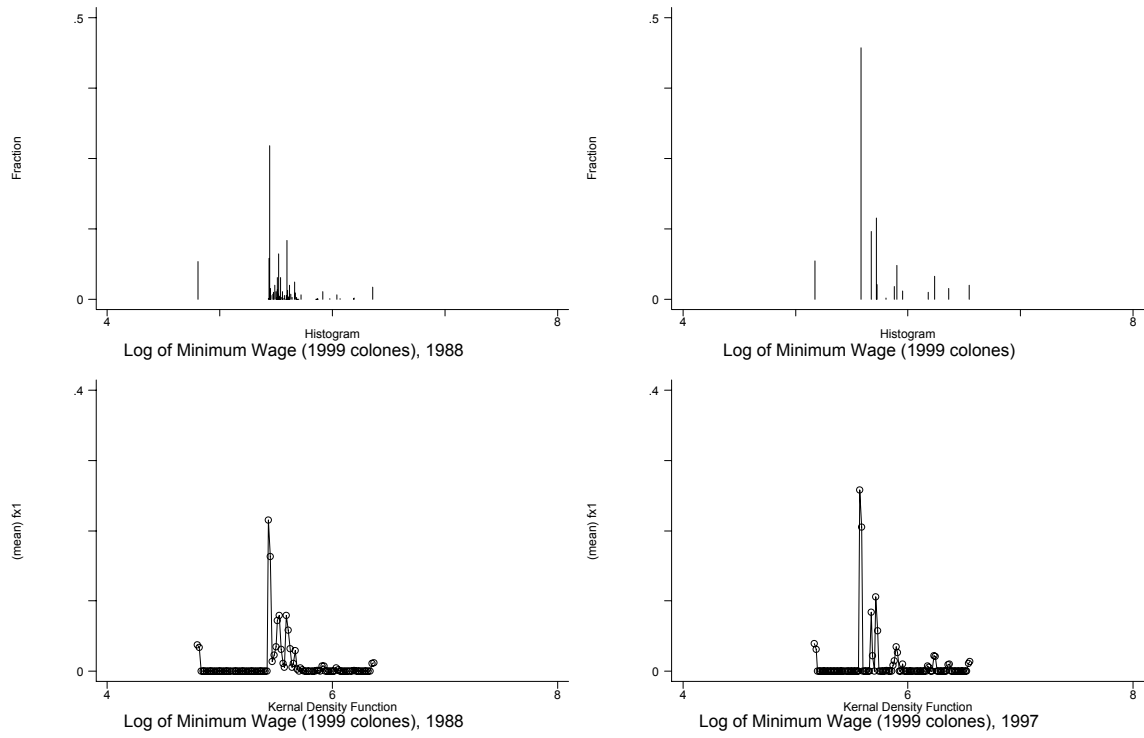 .5
Fraction
0
4
6
8
Histogram
Log of Minimum Wage (1999 colones), 1988
.5
Fraction
0
4
6
8
Histogram
Log of Minimum Wage (1999 colones)
.4
(mean) fx1
0
4
6
8
Kernal Density Function
Log of Minimum Wage (1999 colones), 1988
.4
(mean) fx1
0
4
6
8
Kernal Density Function
Log of Minimum Wage (1999 colones), 1997